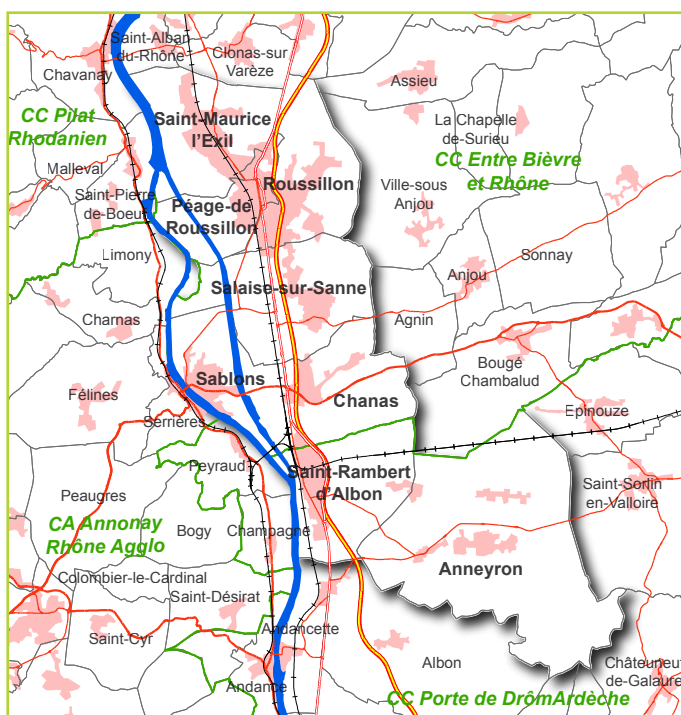 Saint-Alban
du-Rhône
Clonas-sur
Varèze
Chavanay
Assieu
CC Pilat
Rhodanien
Saint-Maurice
l'Exil
La Chapelle
de-Surieu
CC Entre Bièvre
et Rhône
Malleval
Roussillon
Ville-sous
Anjou
Saint-Pierre
de-Boeuf
Péage-de
Roussillon
Limony
Sonnay
Anjou
Salaise-sur-Sanne
Charnas
Agnin
Bougé
Chambalud
Sablons
Félines
Chanas
Epinouze
Serrières
Peyraud
Saint-Rambert
d'Albon
Saint-Sorlin
en-Valloire
Peaugres
CA Annonay
Rhône Agglo
Bogy
Champagne
Anneyron
Colombier-le-Cardinal
Saint-Désirat
Saint-Cyr
Andancette
Albon
Châteuneuf
de-Galaure
Andance
CC Porte de DrômArdèche